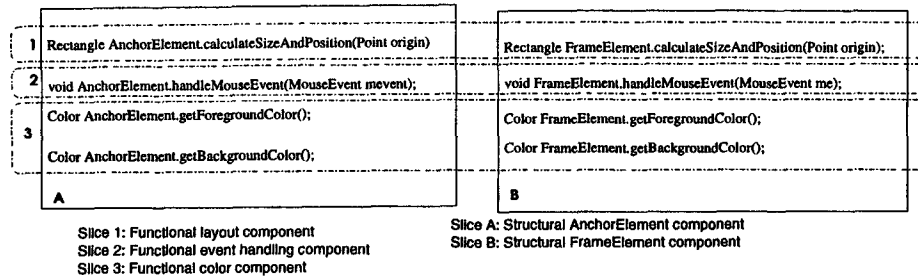 1 Rectangle AnchorElement.calculateSizeAndPosition(Point origin)
Rectangle FrameElement.calculateSizeAndPosition(Point origin);
2 void AnchorElement.handleMouseEvent(MouseEvent mevent);
void FrameElement.handleMouseEvent(MouseEvent me);
3
Color AnchorElement.getForegroundColor();
Color FrameElement.getForegroundColor();
Color AnchorElement.getBackgroundColor();
Color FrameElement.getBackgroundColor();
A
B
Slice 1: Functional layout component
Slice 2: Functional event handling component
Slice 3: Functional color component
Slice A: Structural AnchorElement component
Slice B: Structural FrameElement component